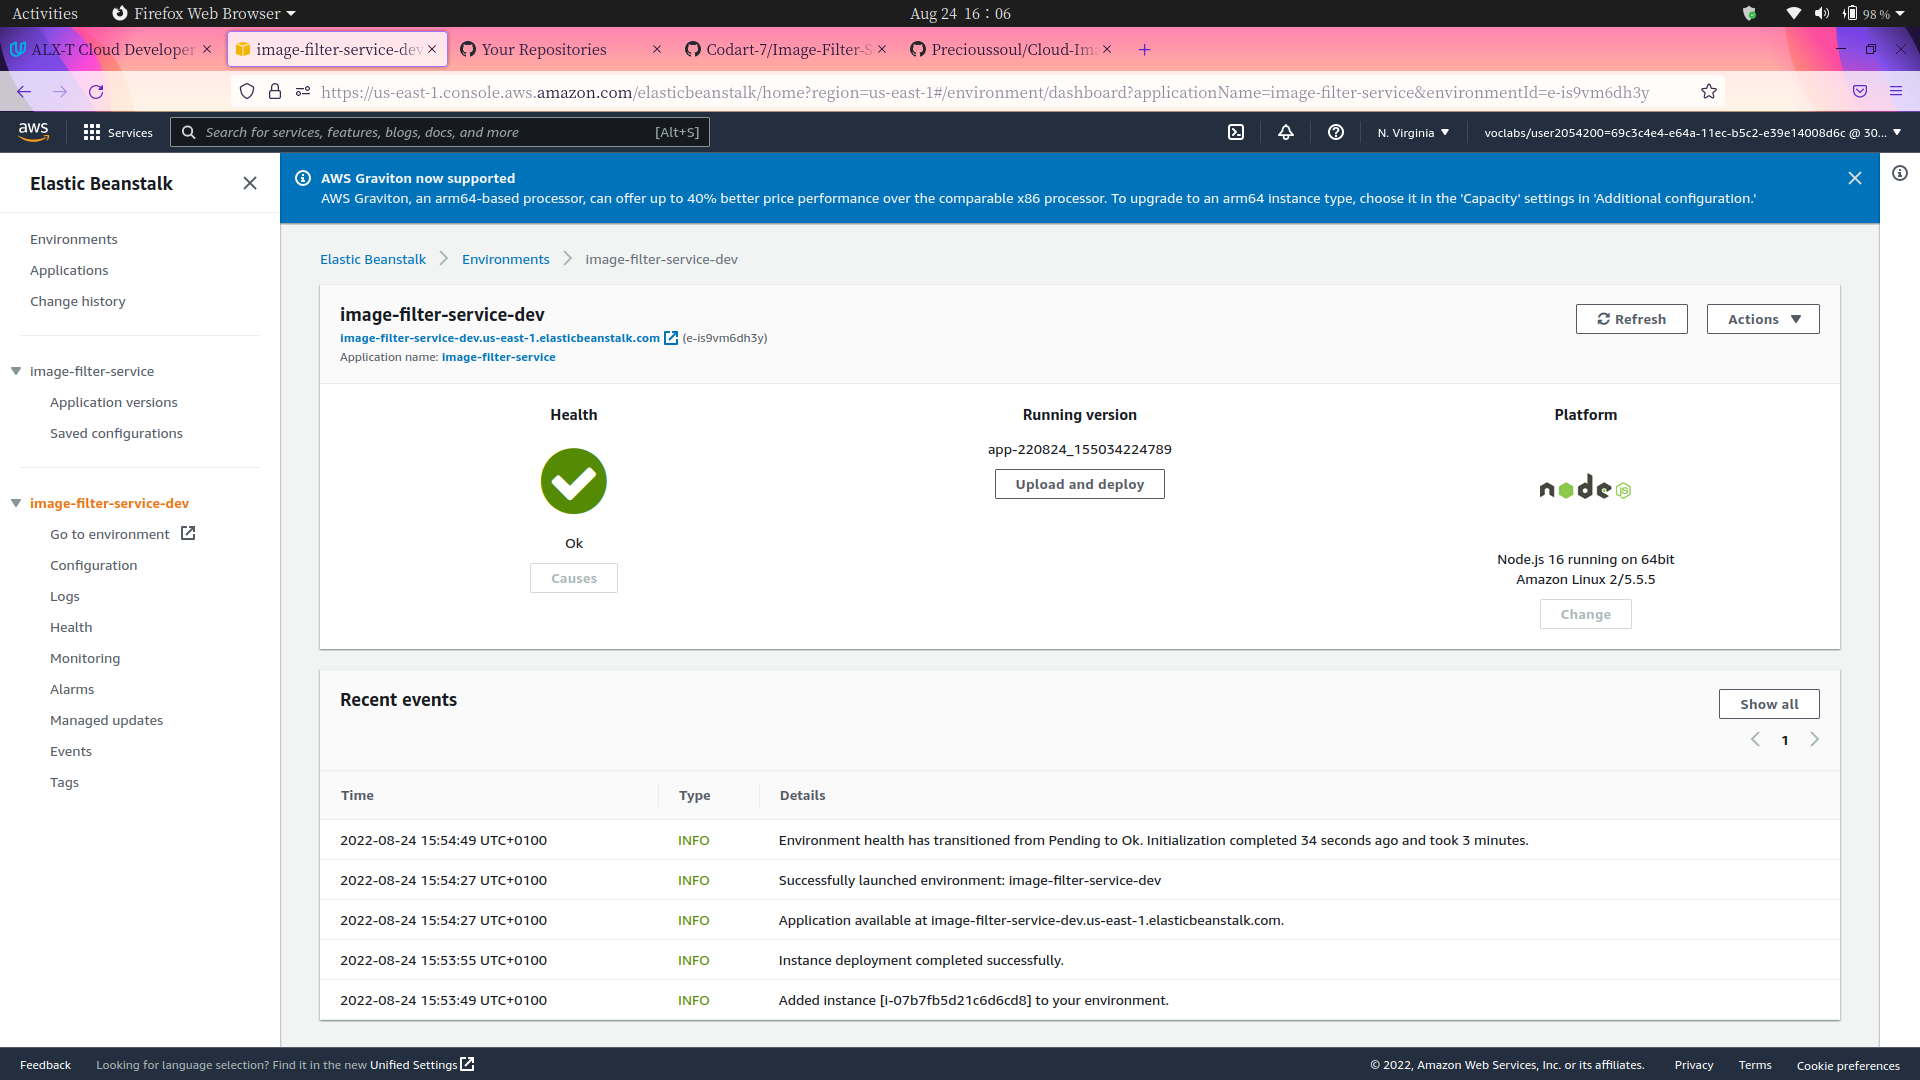 Activities
Firefox Web Browser
Aug 24 16:06
98 %
ALX-T Cloud Developer
image-filter-service-dev
Your Repositories
Codart-7/Image-Filter-S
Precioussoul/Cloud-Ima
https://us-east-1.console.aws.amazon.com/elasticbeanstalk/home?region=us-east-1#/environment/dashboard?applicationName=image-filter-service&environmentId=e-is9vm6dh3y
aws
Services
Search for services, features, blogs, docs, and more
[Alt+S]
N. Virginia
voclabs/user2054200=69c3c4e4-e64a-11ec-b5c2-e39e14008d6c @ 30...
Elastic Beanstalk
Environments
Applications
Change history
image-filter-service
Application versions
Saved configurations
image-filter-service-dev
Go to environment
Configuration
Logs
Health
Monitoring
Alarms
Managed updates
Events
Tags
AWS Graviton now supported
AWS Graviton, an arm64-based processor, can offer up to 40% better price performance over the comparable x86 processor. To upgrade to an arm64 instance type, choose it in the 'Capacity' settings in 'Additional configuration.'
Elastic Beanstalk
Environments
image-filter-service-dev
image-filter-service-dev
image-filter-service-dev.us-east-1.elasticbeanstalk.com (e-is9vm6dh3y)
Application name: image-filter-service
Refresh
Actions
Health
Ok
Causes
Running version
app-220824_155034224789
Upload and deploy
Platform
node JS
Node.js 16 running on 64bit
Amazon Linux 2/5.5.5
Change
Recent events
Show all
1
Time Type Details
2022-08-24 15:54:49 UTC+0100 INFO Environment health has transitioned from Pending to Ok. Initialization completed 34 seconds ago and took 3 minutes.
2022-08-24 15:54:27 UTC+0100 INFO Successfully launched environment: image-filter-service-dev
2022-08-24 15:54:27 UTC+0100 INFO Application available at image-filter-service-dev.us-east-1.elasticbeanstalk.com.
2022-08-24 15:53:55 UTC+0100 INFO Instance deployment completed successfully.
2022-08-24 15:53:49 UTC+0100 INFO Added instance [i-07b7fb5d21c6d6cd8] to your environment.
Feedback
Looking for language selection? Find it in the new Unified Settings
© 2022, Amazon Web Services, Inc. or its affiliates.
Privacy
Terms
Cookie preferences